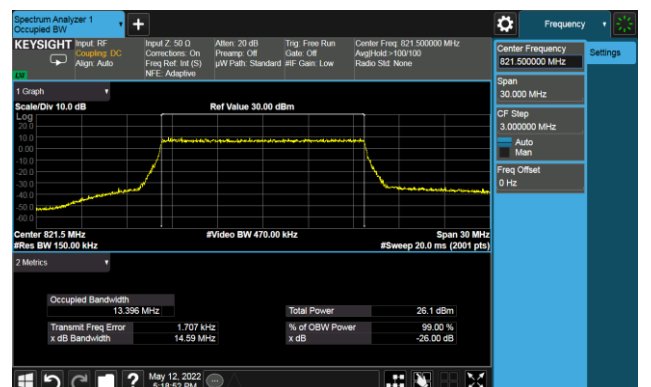 Spectrum Analyzer 1
Occupied BW
Frequency
KEYSIGHT
Input: RF
Coupling: DC
Align: Auto
Input Z: 50 Ω
Corrections: On
Freq Ref: Int (S)
NFE: Adaptive
Atten: 20 dB
Preamp: Off
µW Path: Standard
Trig: Free Run
Gate: Off
#IF Gain: Low
Center Freq: 821.500000 MHz
Avg|Hold:>100/100
Radio Std: None
Center Frequency
821.500000 MHz
Settings
Span
30.000 MHz
CF Step
3.000000 MHz
Auto
Man
Freq Offset
0 Hz
1 Graph
Scale/Div 10.0 dB
Ref Value 30.00 dBm
Log
20.0
10.0
0.00
-10.0
-20.0
-30.0
-40.0
-50.0
-60.0
Center 821.5 MHz
#Video BW 470.00 kHz
Span 30 MHz
#Res BW 150.00 kHz
#Sweep 20.0 ms (2001 pts)
2 Metrics
Occupied Bandwidth
13.396 MHz
Total Power 26.1 dBm
Transmit Freq Error 1.707 kHz
% of OBW Power 99.00 %
x dB Bandwidth 14.59 MHz
x dB -26.00 dB
May 12, 2022
5:18:52 PM